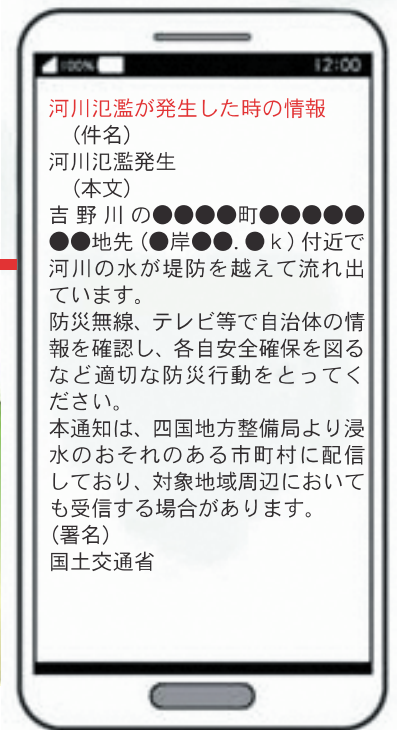 100% 12:00
河川氾濫が発生した時の情報
（件名）
河川氾濫発生
（本文）
吉野川の●●●●町●●●●●
●●地先（●岸●●.●ｋ）付近で
河川の水が堤防を越えて流れ出
ています。
防災無線、テレビ等で自治体の情
報を確認し、各自安全確保を図る
など適切な防災行動をとってく
ださい。
本通知は、四国地方整備局より浸
水のおそれのある市町村に配信
しており、対象地域周辺において
も受信する場合があります。
（署名）
国土交通省